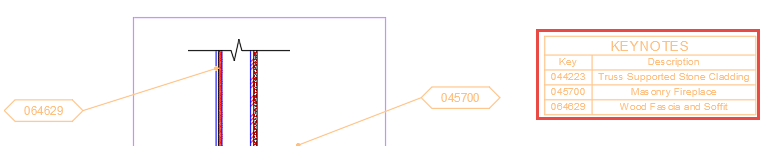 KEYNOTES
Key Description
044223 Truss Supported Stone Cladding
045700 Masonry Fireplace
064629 Wood Fascia and Soffit
064629
045700